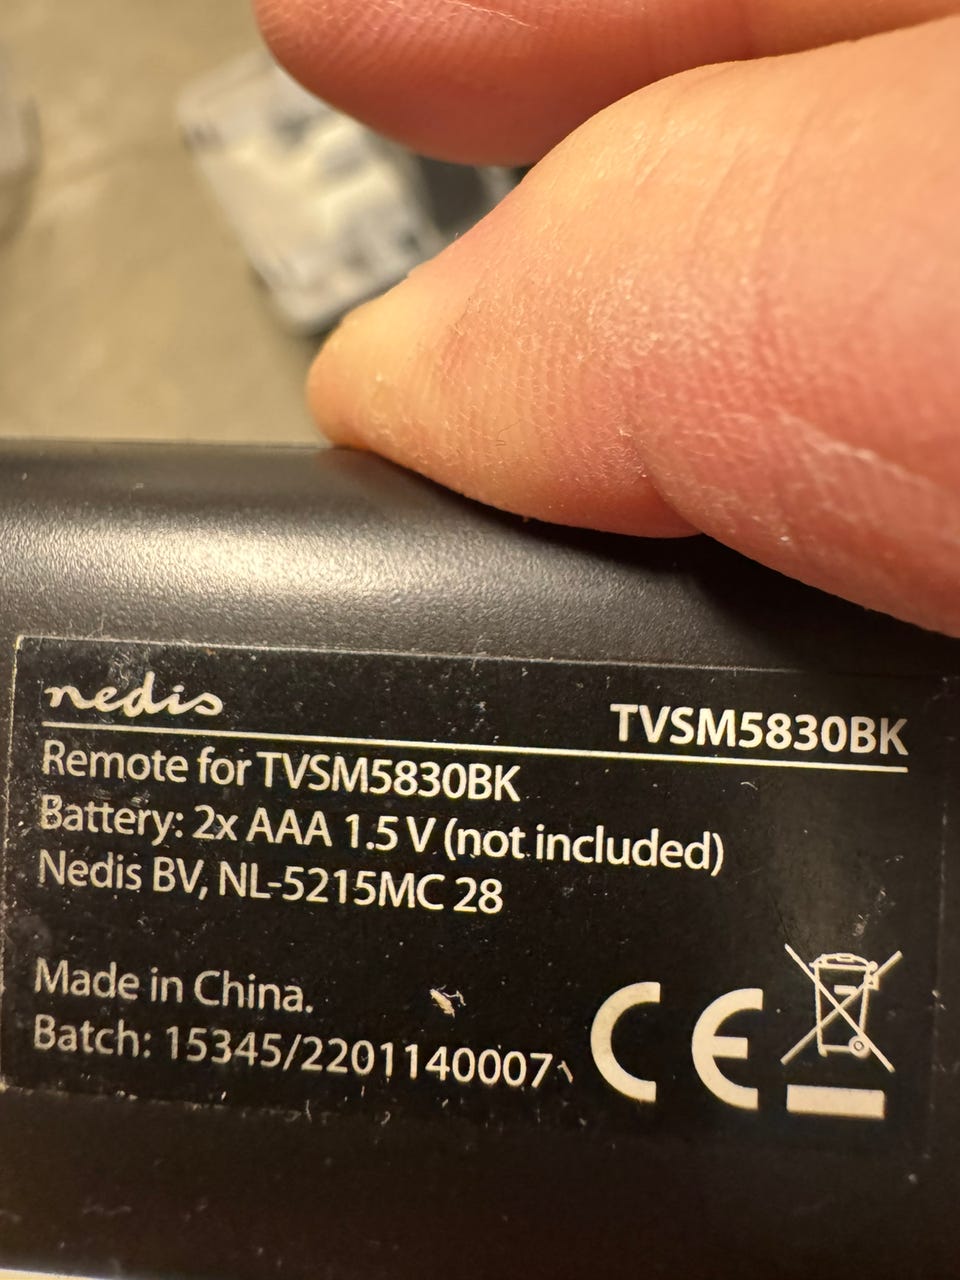 nedis
TVSM5830BK
Remote for TVSM5830BK
Battery: 2x AAA 1.5 V (not included)
Nedis BV, NL-5215MC 28
Made in China.
Batch: 15345/2201140007
CE